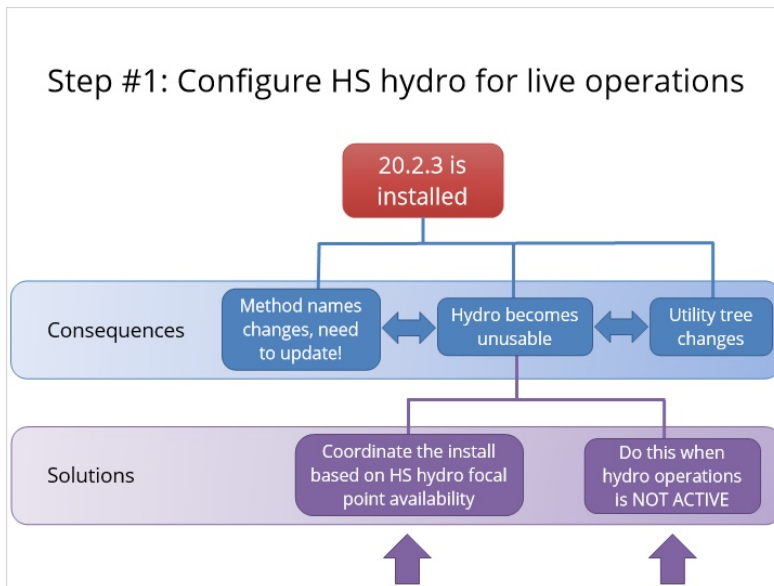 Step #1: Configure HS hydro for live operations
20.2.3 is
installed
Consequences
Method names
changes, need
to update!
Hydro becomes
unusable
Utility tree
changes
Solutions
Coordinate the install
based on HS hydro focal
point availability
Do this when
hydro operations
is NOT ACTIVE